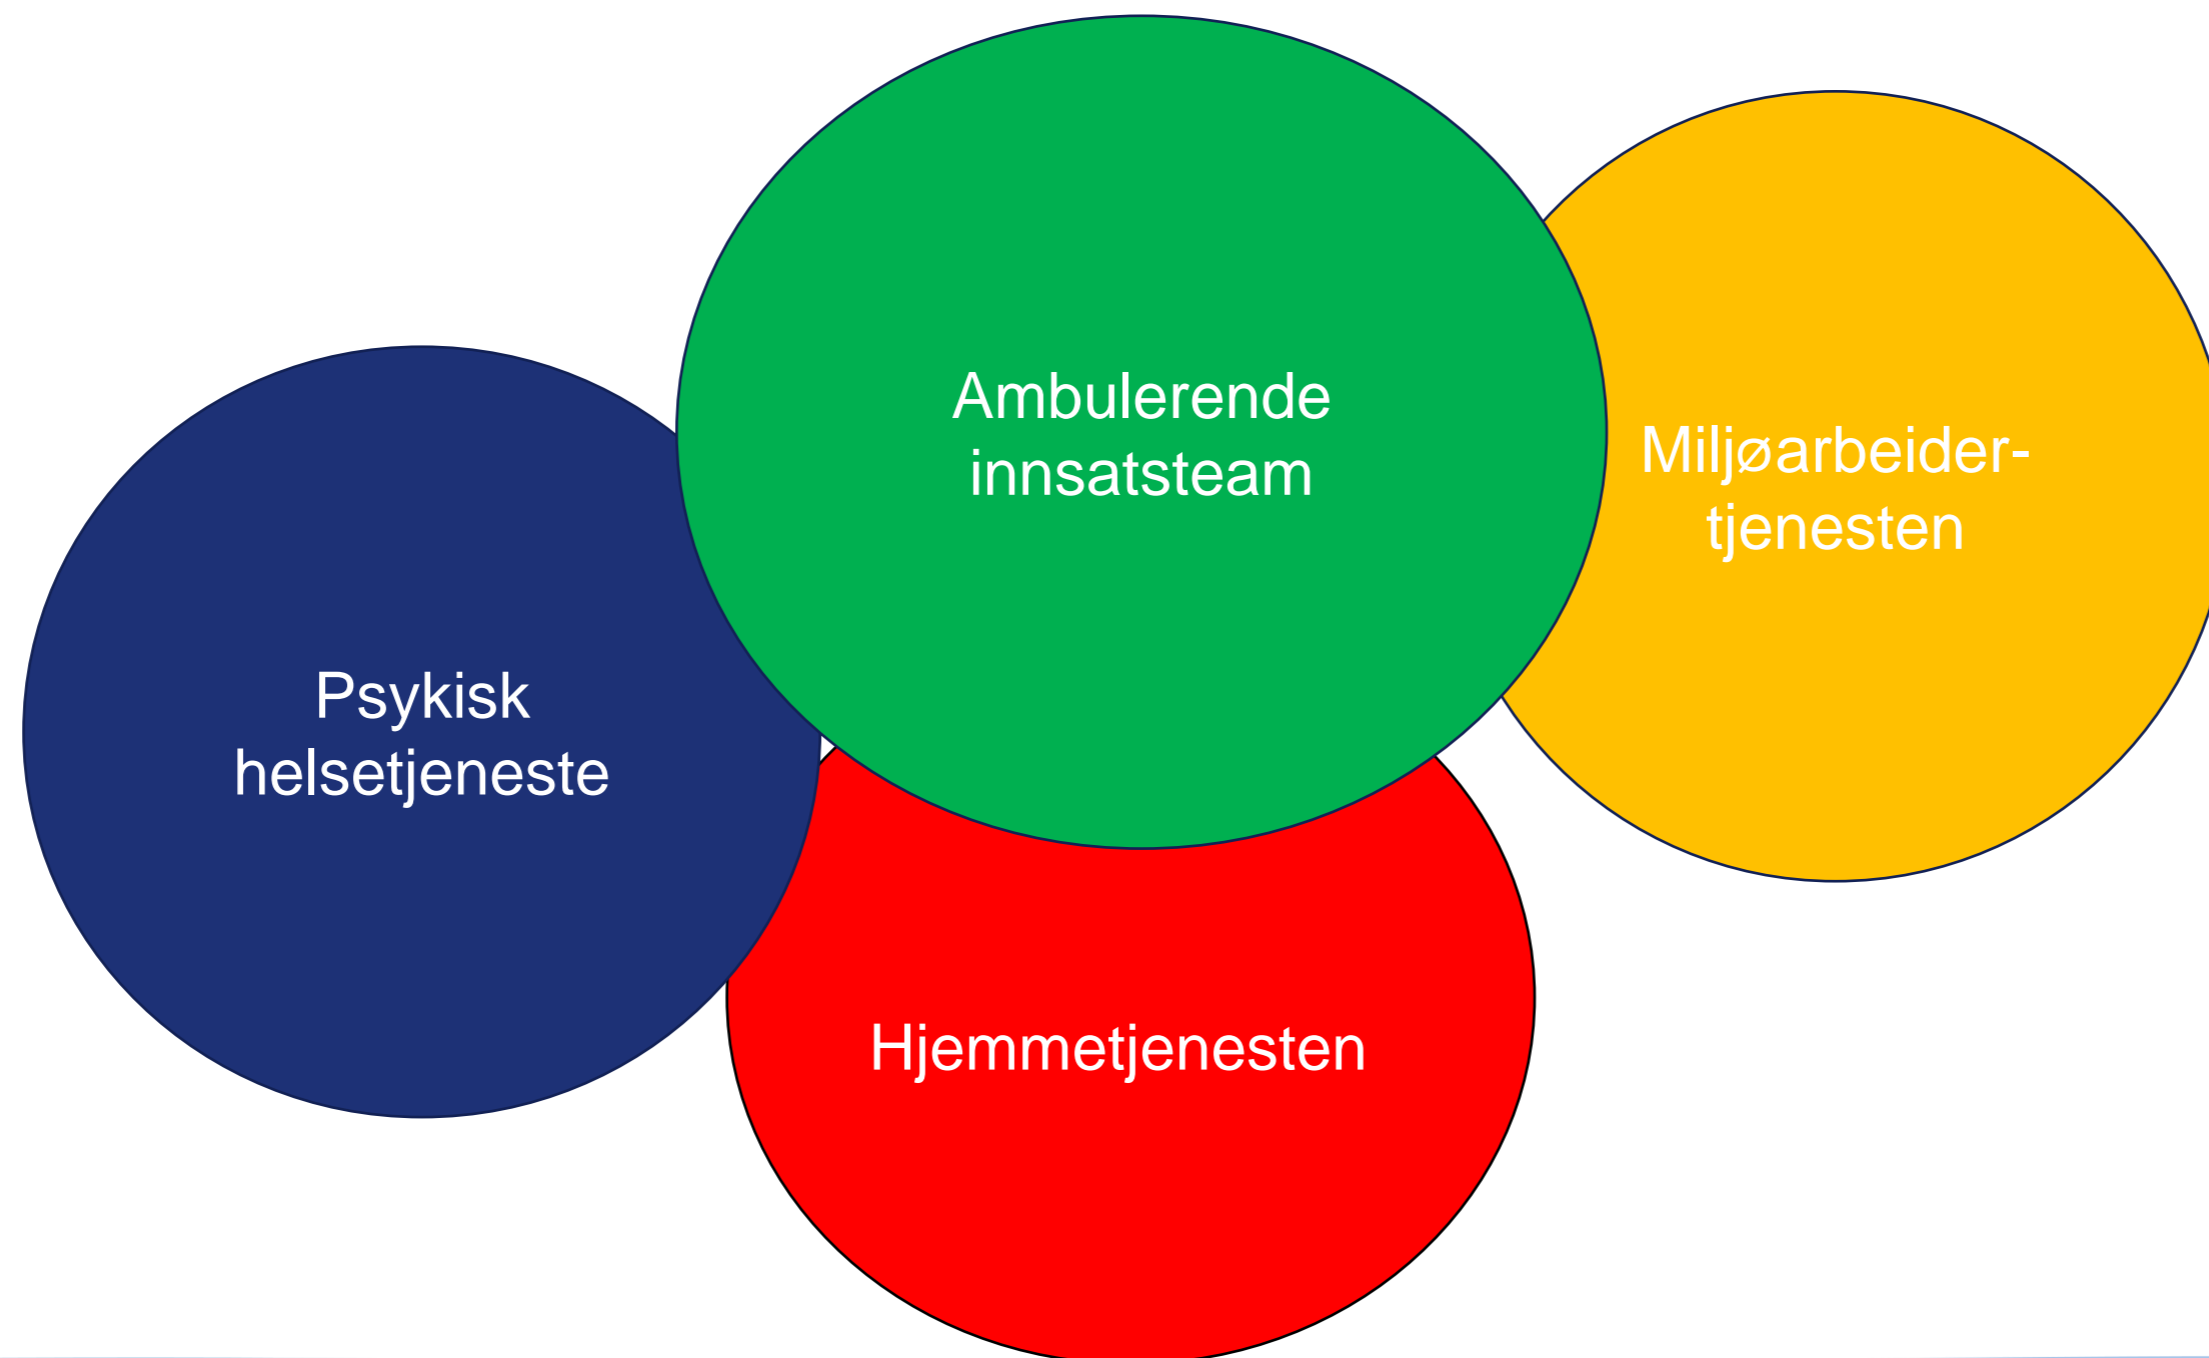 Ambulerende
innsatsteam
Miljøarbeider-
tjenesten
Psykisk
helsetjeneste
Hjemmetjenesten